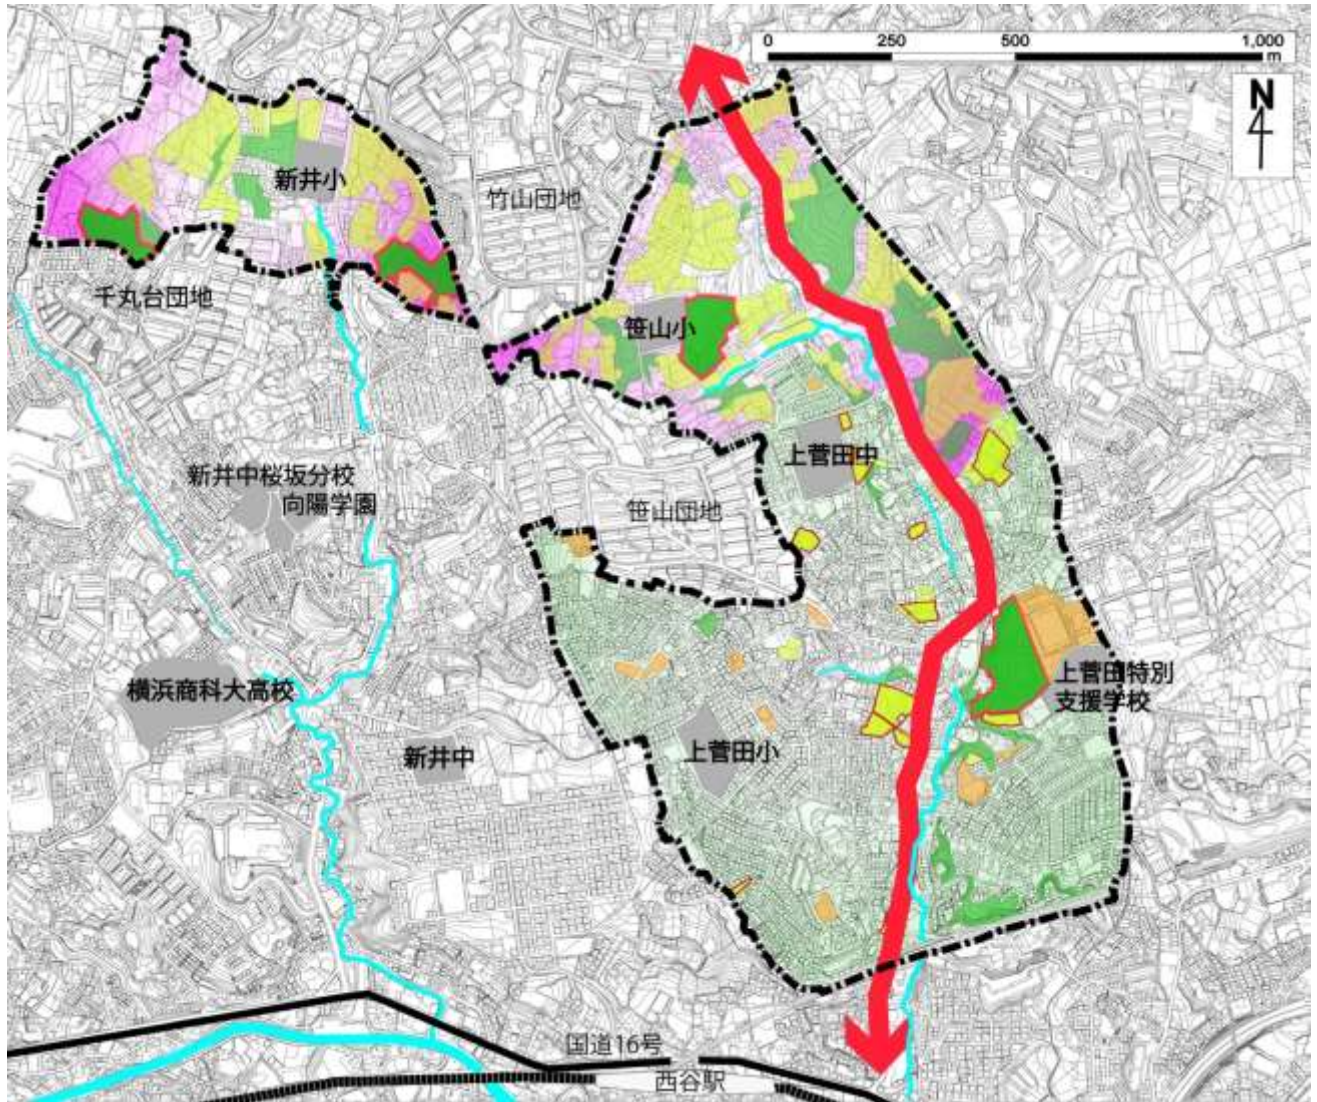 0 250 500 1,000
m
N
新井小
竹山団地
千丸台団地
笹山小
上菅田中
新井中桜坂分校
向陽学園
笹山団地
横浜商科大高校
上菅田特別
支援学校
新井中
上菅田小
国道16号
西谷駅